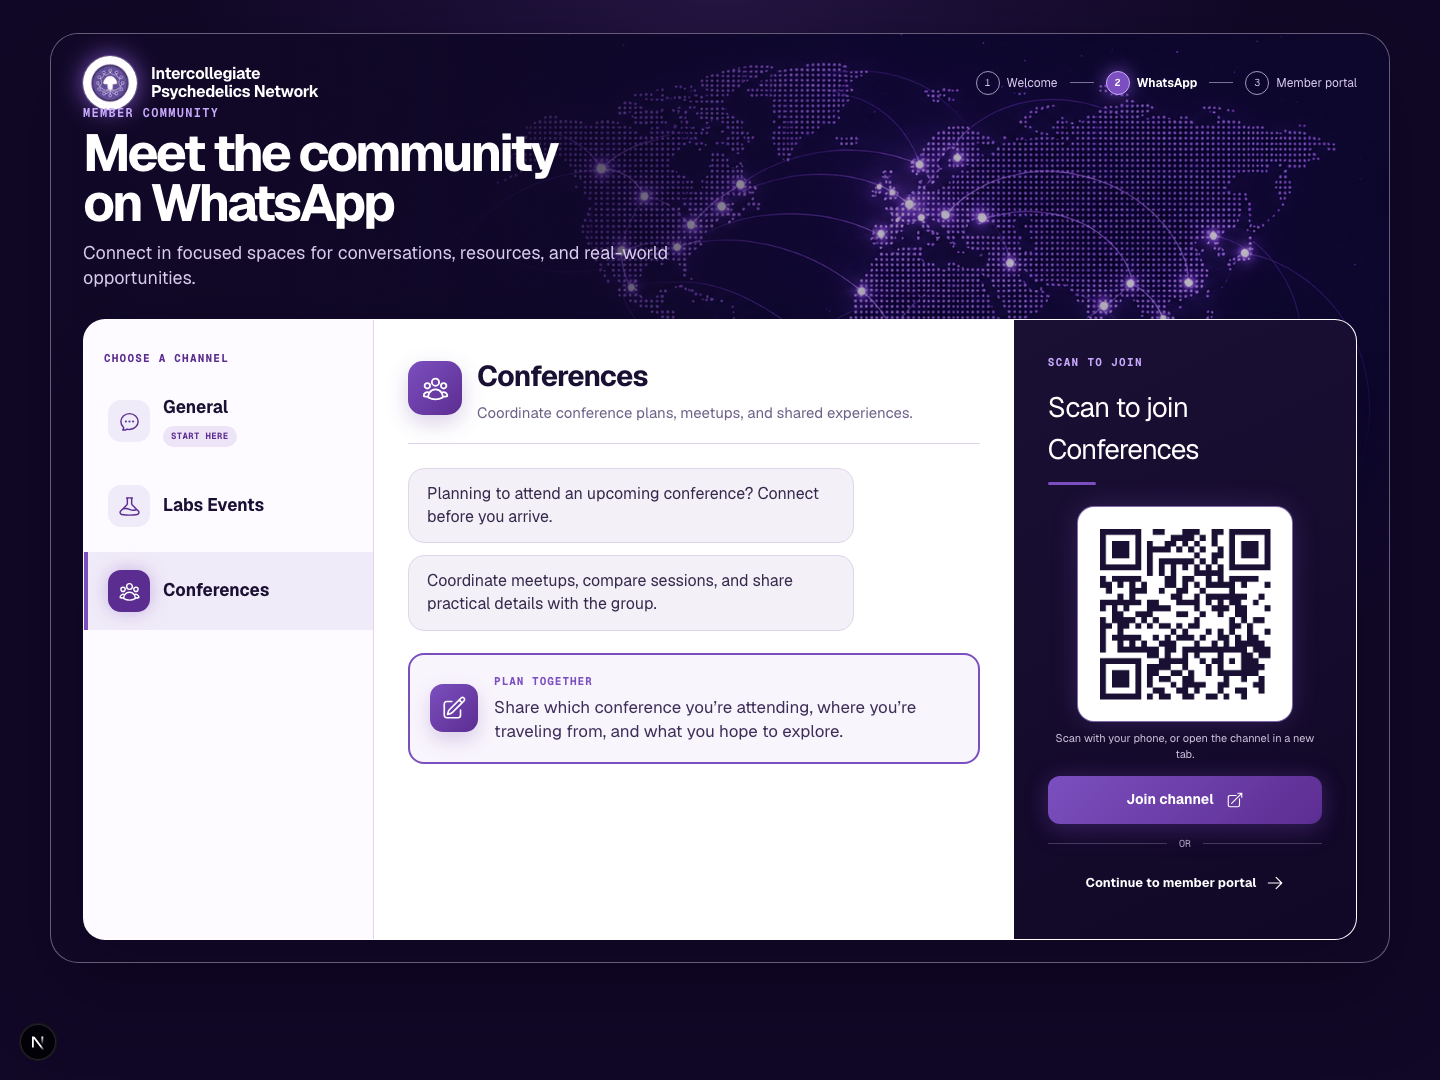 Intercollegiate
Psychedelics Network
1 Welcome
2 WhatsApp
3 Member portal
MEMBER COMMUNITY
Meet the community
on WhatsApp
Connect in focused spaces for conversations, resources, and real-world
opportunities.
CHOOSE A CHANNEL
General
START HERE
Labs Events
Conferences
Conferences
Coordinate conference plans, meetups, and shared experiences.
Planning to attend an upcoming conference? Connect
before you arrive.
Coordinate meetups, compare sessions, and share
practical details with the group.
PLAN TOGETHER
Share which conference you’re attending, where you’re
traveling from, and what you hope to explore.
SCAN TO JOIN
Scan to join
Conferences
Scan with your phone, or open the channel in a new
tab.
Join channel
OR
Continue to member portal
N